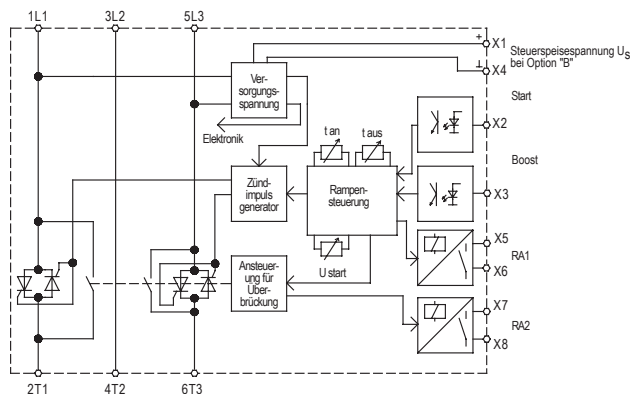 1L1
3L2
5L3
+
X1
Steuerspeisespannung US
bei Option "B"
⊥
X4
Ver-
sorgungs-
spannung
Start
X2
Elektronik
t an
t aus
Boost
X3
Zünd-
impuls
generator
Rampen-
steuerung
X5
RA1
X6
U start
Ansteuer-
ung für
Über-
brückung
X7
RA2
X8
2T1
4T2
6T3